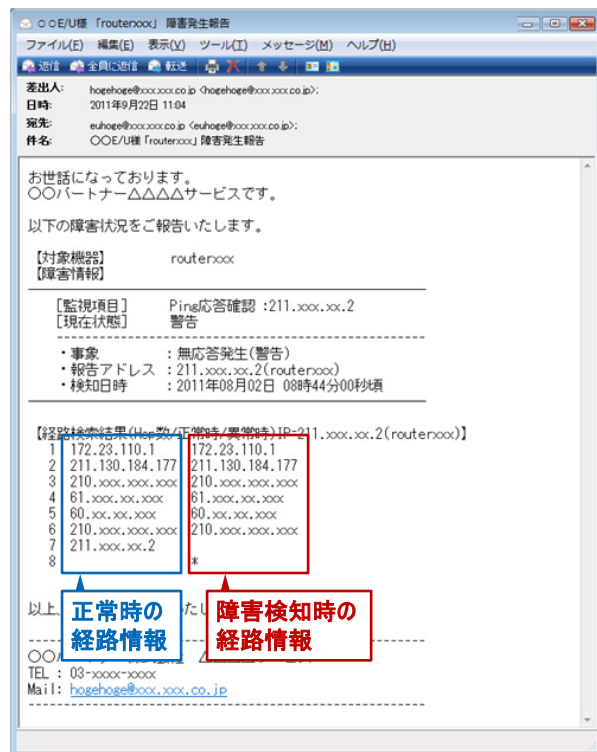 ○○E/U様 「routerxxx」 障害発生報告
ファイル(F) 編集(E) 表示(V) ツール(T) メッセージ(M) ヘルプ(H)
返信 全員に返信 転送
差出人: hogehoge@xxx.xxx.co.jp <hogehoge@xxx.xxx.co.jp>;
日時: 2011年9月22日 11:04
宛先: euhoge@xxx.xxx.co.jp <euhoge@xxx.xxx.co.jp>;
件名: ○○E/U様 「routerxxx」 障害発生報告
お世話になっております。
○○パートナー△△△△サービスです。
以下の障害状況をご報告いたします。
【対象機器】 routerxxx
【障害情報】
[監視項目] Ping応答確認 :211.xxx.xx.2
[現在状態] 警告
・事象 : 無応答発生(警告)
・報告アドレス : 211.xxx.xx.2(routerxxx)
・検知日時 : 2011年08月02日 08時44分00秒頃
【経路検索結果(Hop数/正常時/異常時)IP=211.xxx.xx.2(routerxxx)】
1 172.23.110.1 172.23.110.1
2 211.130.184.177 211.130.184.177
3 210.xxx.xxx.xxx 210.xxx.xxx.xxx
4 61.xxx.xx.xxx 61.xxx.xx.xxx
5 60.xx.xx.xxx 60.xx.xx.xxx
6 210.xxx.xxx.xxx 210.xxx.xxx.xxx
7 211.xxx.xx.2
8 *
正常時の
経路情報
障害検知時の
経路情報
以上、
○○
TEL : 03-xxxx-xxxx
Mail: hogehoge@xxx.xxx.co.jp